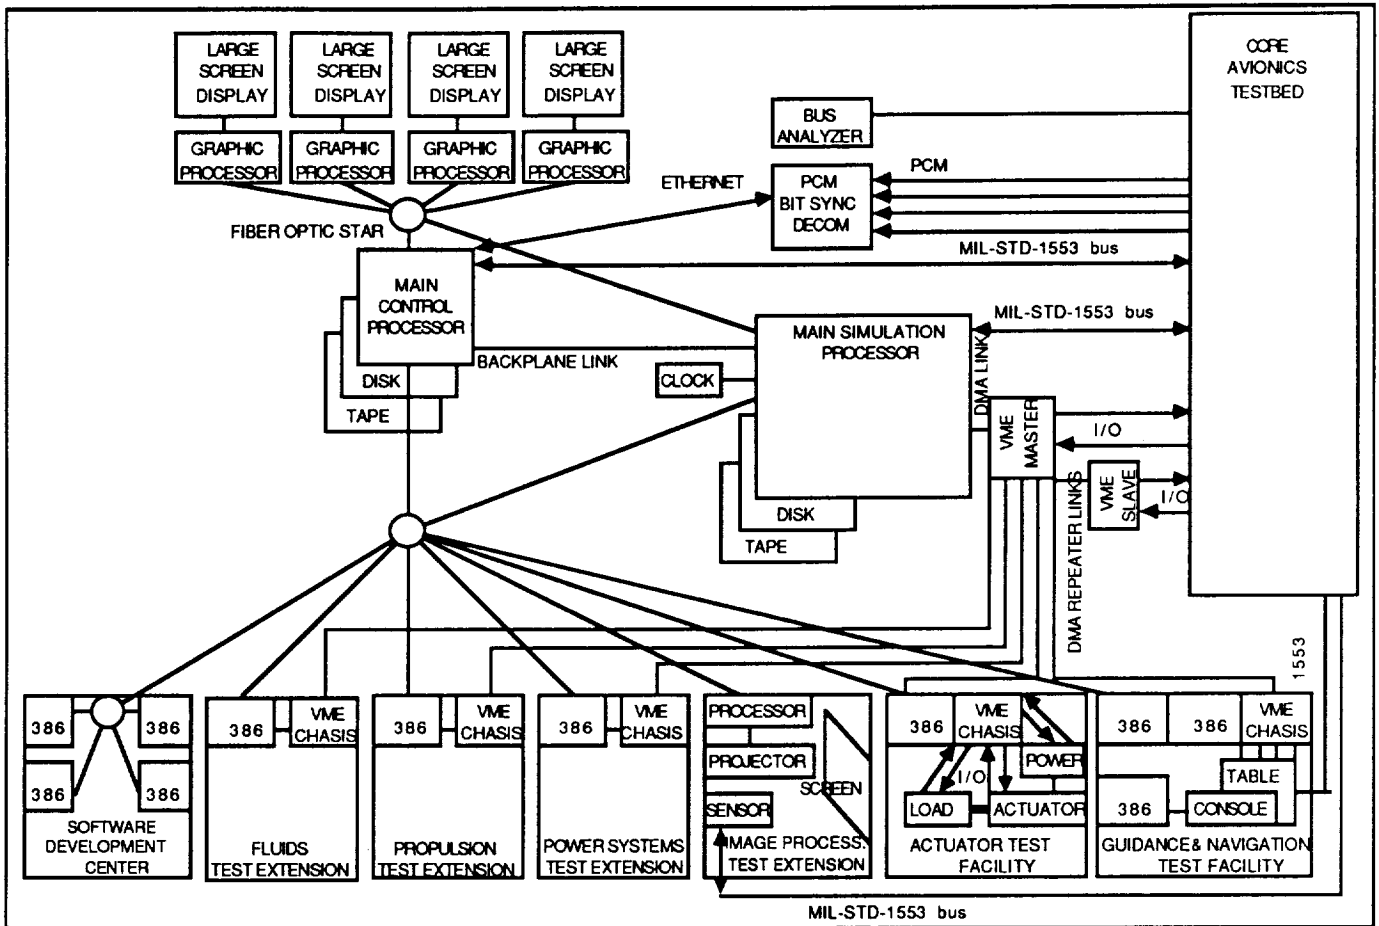 LARGE
SCREEN
DISPLAY
LARGE
SCREEN
DISPLAY
LARGE
SCREEN
DISPLAY
LARGE
SCREEN
DISPLAY
GRAPHIC
PROCESSOR
GRAPHIC
PROCESSOR
GRAPHIC
PROCESSOR
GRAPHIC
PROCESSOR
FIBER OPTIC STAR
CORE
AVIONICS
TESTBED
BUS
ANALYZER
PCM
ETHERNET
PCM
BIT SYNC
DECOM
MIL-STD-1553 bus
MAIN
CONTROL
PROCESSOR
DISK
TAPE
BACKPLANE LINK
MIL-STD-1553 bus
MAIN SIMULATION
PROCESSOR
CLOCK
DISK
TAPE
DMA LINK
VME
MASTER
I/O
VME
SLAVE
I/O
DMA REPEATER LINKS
1553
386
386
386
386
SOFTWARE
DEVELOPMENT
CENTER
386
VME
CHASIS
FLUIDS
TEST EXTENSION
386
VME
CHASIS
PROPULSION
TEST EXTENSION
386
VME
CHASIS
POWER SYSTEMS
TEST EXTENSION
PROCESSOR
PROJECTOR
SCREEN
SENSOR
IMAGE PROCESS.
TEST EXTENSION
386
VME
CHASIS
POWER
I/O
LOAD
ACTUATOR
ACTUATOR TEST
FACILITY
386
386
VME
CHASIS
TABLE
386
CONSOLE
GUIDANCE & NAVIGATION
TEST FACILITY
MIL-STD-1553 bus